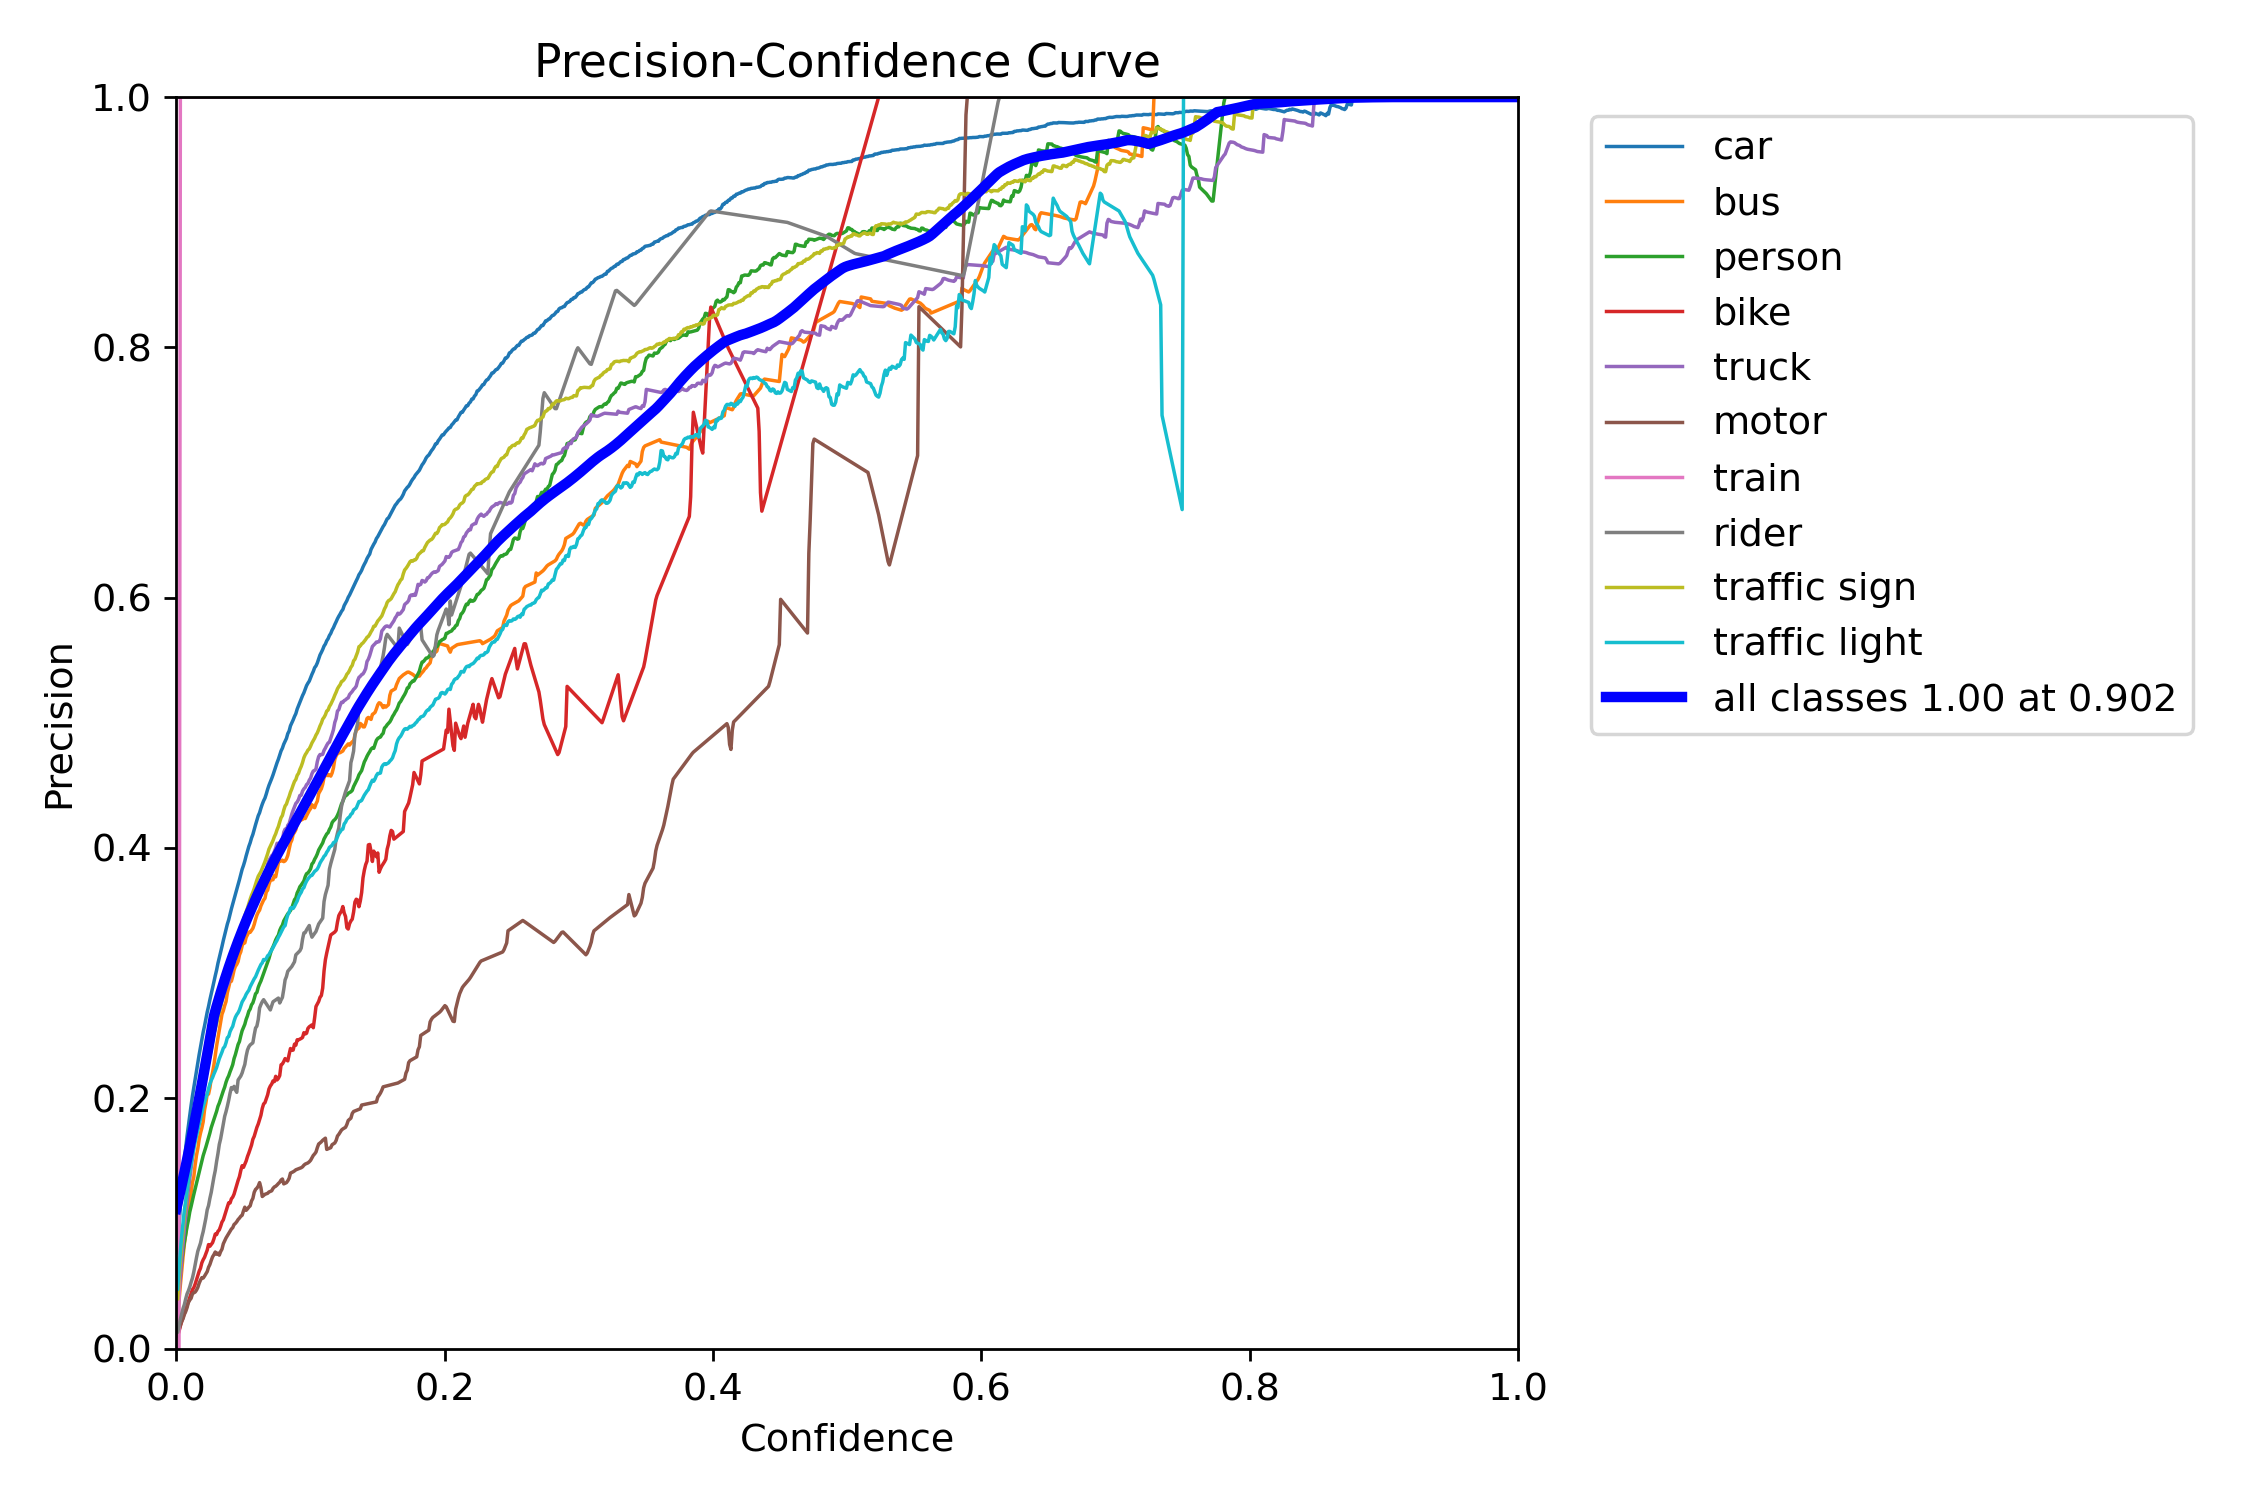 Precision-Confidence Curve
1.0
0.8
0.6
0.4
0.2
0.0
Precision
0.0 0.2 0.4 0.6 0.8 1.0
Confidence
car
bus
person
bike
truck
motor
train
rider
traffic sign
traffic light
all classes 1.00 at 0.902